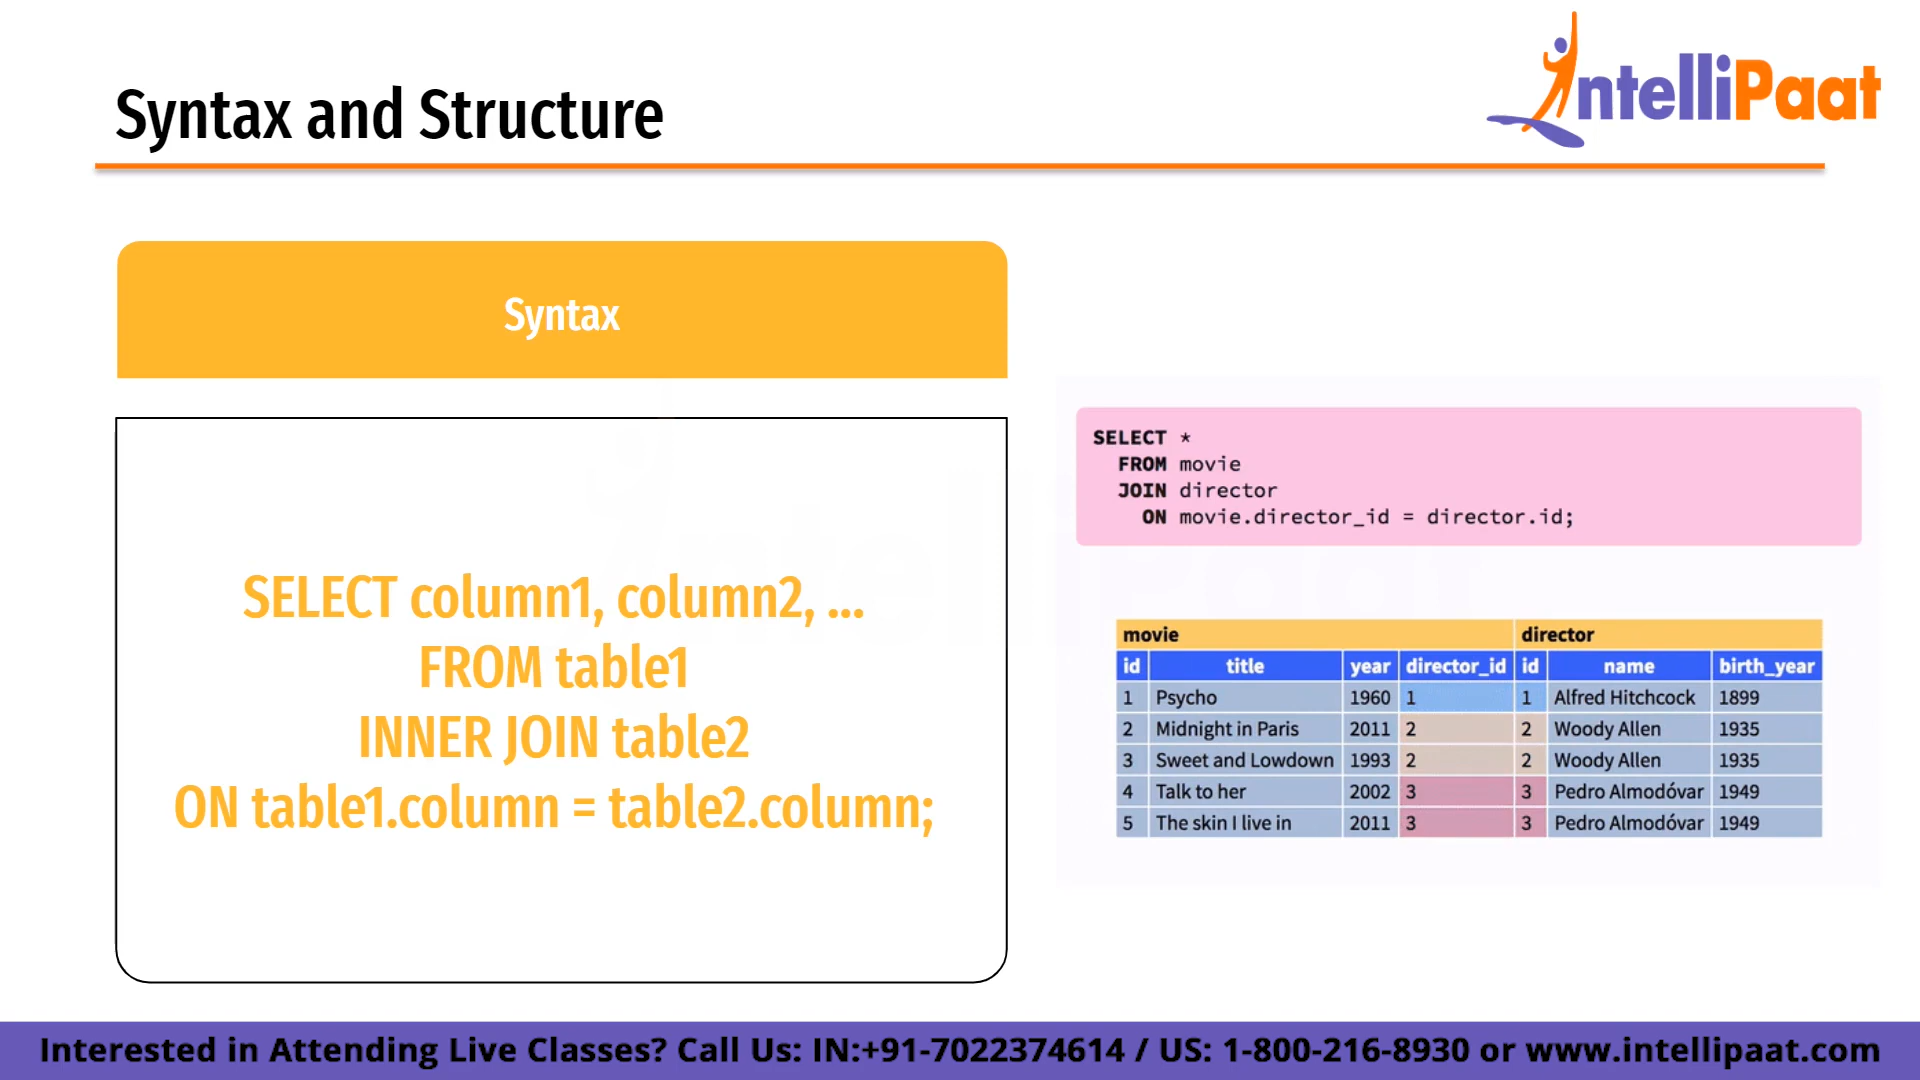 Syntax and Structure
IntelliPaat
Syntax
SELECT column1, column2, ...
FROM table1
INNER JOIN table2
ON table1.column = table2.column;
SELECT *
FROM movie
JOIN director
ON movie.director_id = director.id;
movie director
id title year director_id id name birth_year
1 Psycho 1960 1 1 Alfred Hitchcock 1899
2 Midnight in Paris 2011 2 2 Woody Allen 1935
3 Sweet and Lowdown 1993 2 2 Woody Allen 1935
4 Talk to her 2002 3 3 Pedro Almodóvar 1949
5 The skin I live in 2011 3 3 Pedro Almodóvar 1949
Interested in Attending Live Classes? Call Us: IN:+91-7022374614 / US: 1-800-216-8930 or www.intellipaat.com